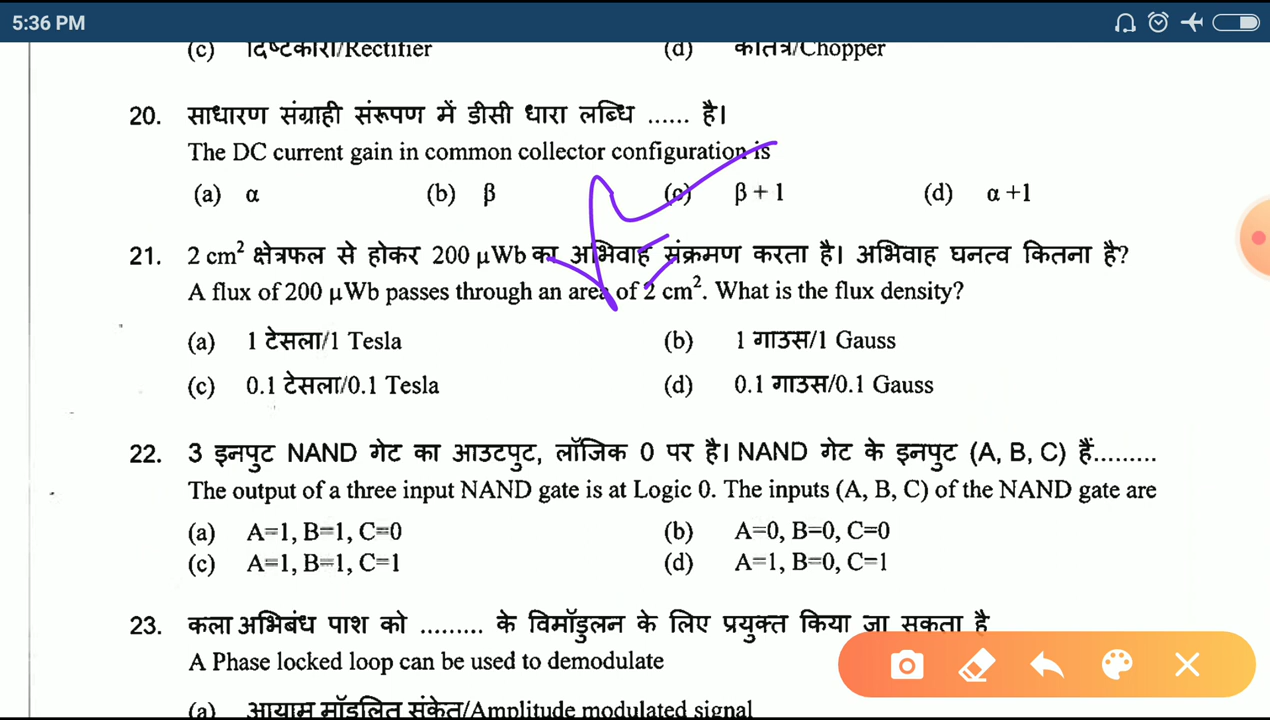 5:36 PM
(c) दिष्टकारी/Rectifier (d) कर्तित्र/Chopper
20. साधारण संग्राही संरूपण में डीसी धारा लब्धि ...... है।
The DC current gain in common collector configuration is
(a) α (b) β (c) β + 1 (d) α +1
21. 2 cm² क्षेत्रफल से होकर 200 μWb का अभिवाह संक्रमण करता है। अभिवाह घनत्व कितना है?
A flux of 200 μWb passes through an area of 2 cm². What is the flux density?
(a) 1 टेसला/1 Tesla (b) 1 गाउस/1 Gauss
(c) 0.1 टेसला/0.1 Tesla (d) 0.1 गाउस/0.1 Gauss
22. 3 इनपुट NAND गेट का आउटपुट, लॉजिक 0 पर है। NAND गेट के इनपुट (A, B, C) हैं.........
The output of a three input NAND gate is at Logic 0. The inputs (A, B, C) of the NAND gate are
(a) A=1, B=1, C=0 (b) A=0, B=0, C=0
(c) A=1, B=1, C=1 (d) A=1, B=0, C=1
23. कला अभिबंध पाश को ......... के विमॉडुलन के लिए प्रयुक्त किया जा सकता है
A Phase locked loop can be used to demodulate
(a) आयाम मॉडलित संकेत/Amplitude modulated signal